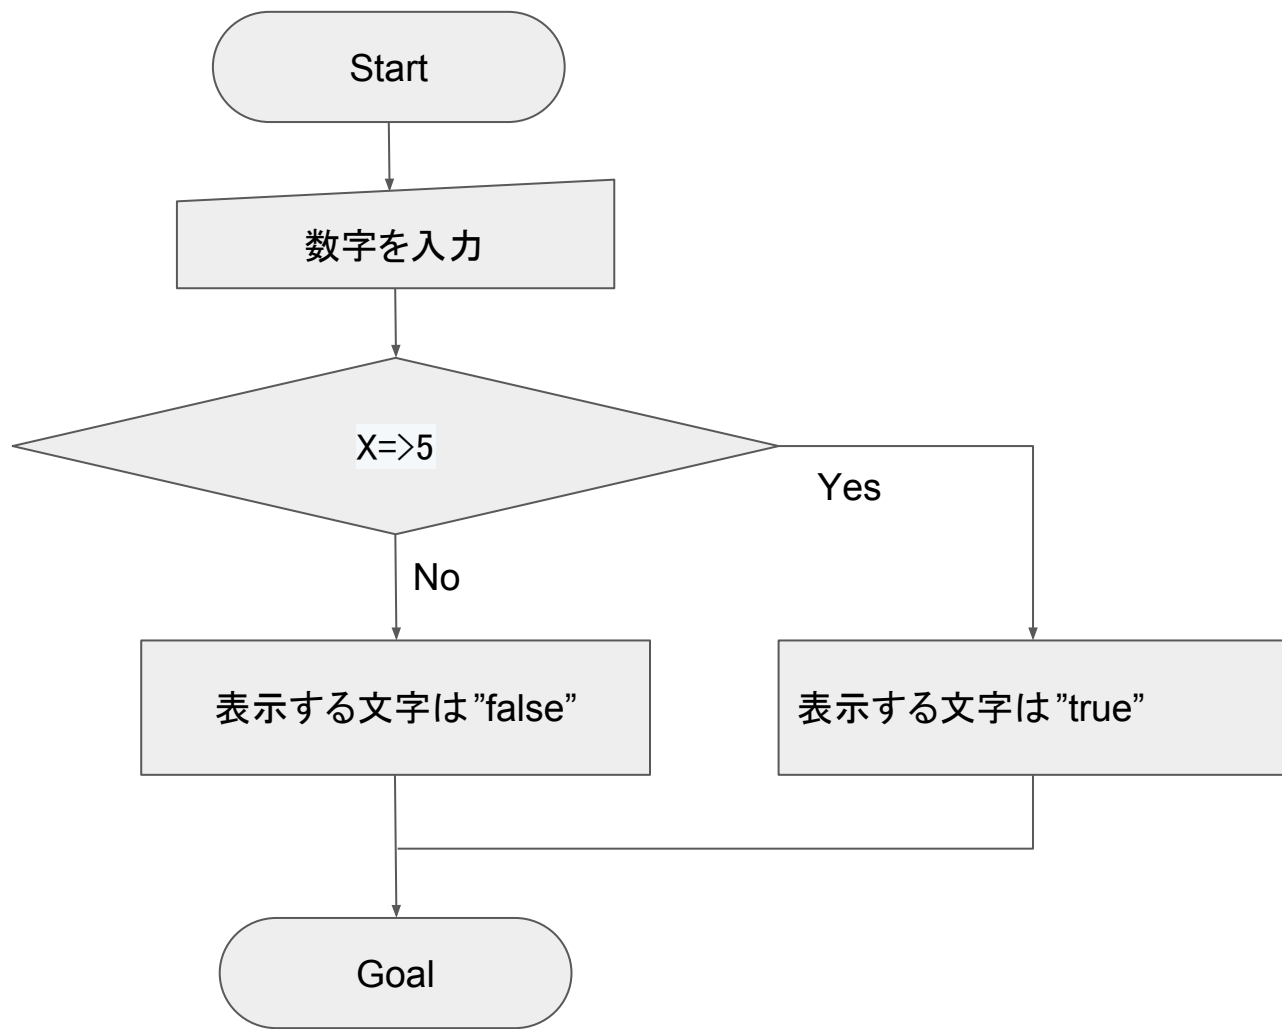 Start
数字を入力
X=>5
Yes
No
表示する文字は”false”
表示する文字は”true”
Goal